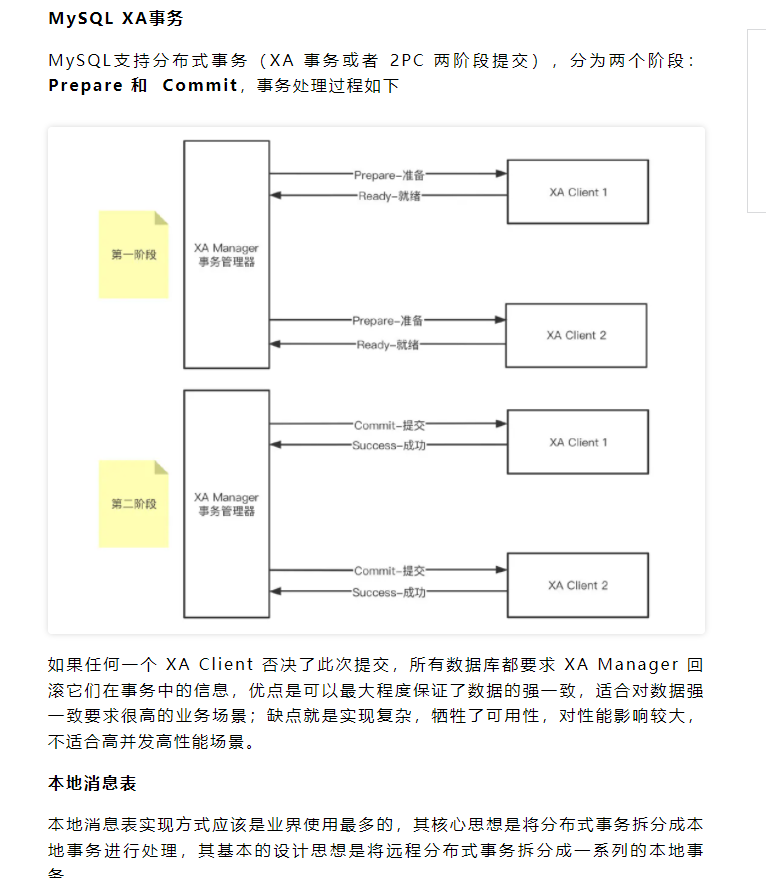 MySQL XA事务
MySQL支持分布式事务（XA 事务或者 2PC 两阶段提交），分为两个阶段：
Prepare 和 Commit，事务处理过程如下
Prepare–准备
Ready–就绪
XA Client 1
第一阶段
XA Manager
事务管理器
Prepare–准备
Ready–就绪
XA Client 2
Commit–提交
Success–成功
XA Client 1
第二阶段
XA Manager
事务管理器
Commit–提交
Success–成功
XA Client 2
如果任何一个 XA Client 否决了此次提交，所有数据库都要求 XA Manager 回
滚它们在事务中的信息，优点是可以最大程度保证了数据的强一致，适合对数据强
一致要求很高的业务场景；缺点就是实现复杂，牺牲了可用性，对性能影响较大，
不适合高并发高性能场景。
本地消息表
本地消息表实现方式应该是业界使用最多的，其核心思想是将分布式事务拆分成本
地事务进行处理，其基本的设计思想是将远程分布式事务拆分成一系列的本地事
务